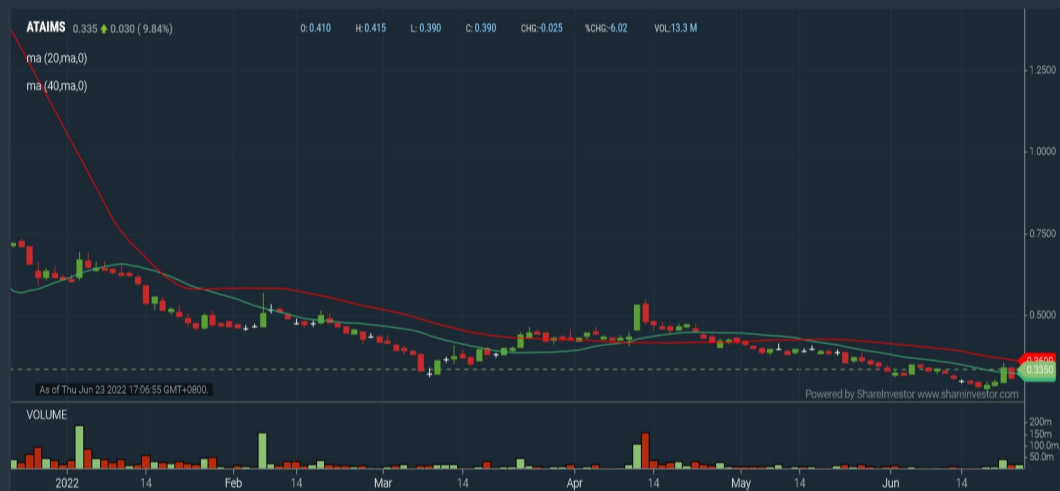 ATAIMS 0.335 0.030 ( 9.84%) O: 0.410 H: 0.415 L: 0.390 C: 0.390 CHG:-0.025 %CHG:-6.02 VOL:13.3 M
ma (20,ma,0)
ma (40,ma,0)
1.2500
1.0000
0.7500
0.5000
0.3600
0.3350
As of Thu Jun 23 2022 17:06:55 GMT+0800.
Powered by ShareInvestor www.shareinvestor.com
VOLUME
200m
150m
100.0m
50.0m
2022 14 Feb 14 Mar 14 Apr 14 May 14 Jun 14